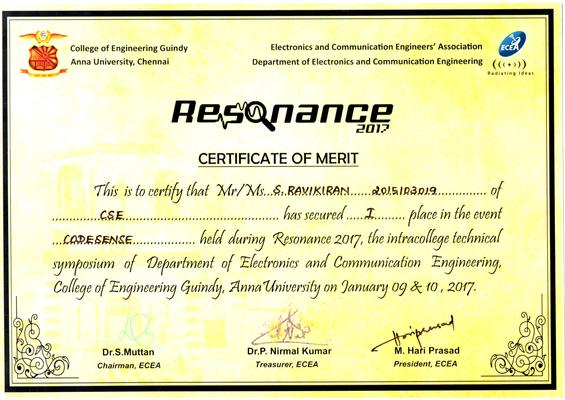 College of Engineering Guindy
Anna University, Chennai
Electronics and Communication Engineers' Association
Department of Electronics and Communication Engineering
ECEA
((((+))))
Radiating Ideas
Resonance
2017
CERTIFICATE OF MERIT
This is to certify that Mr/Ms. S. RAVIKIRAN 2015103019 of
CSE has secured I place in the event
CODESENSE held during Resonance 2017, the intracollege technical
symposium of Department of Electronics and Communication Engineering,
College of Engineering Guindy, Anna University on January 09 & 10, 2017.
Hariprasad
Dr.S.Muttan
Dr.P. Nirmal Kumar
M. Hari Prasad
Chairman, ECEA
Treasurer, ECEA
President, ECEA